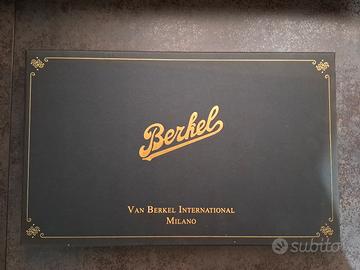 Berkel
VAN BERKEL INTERNATIONAL
MILANO
subito